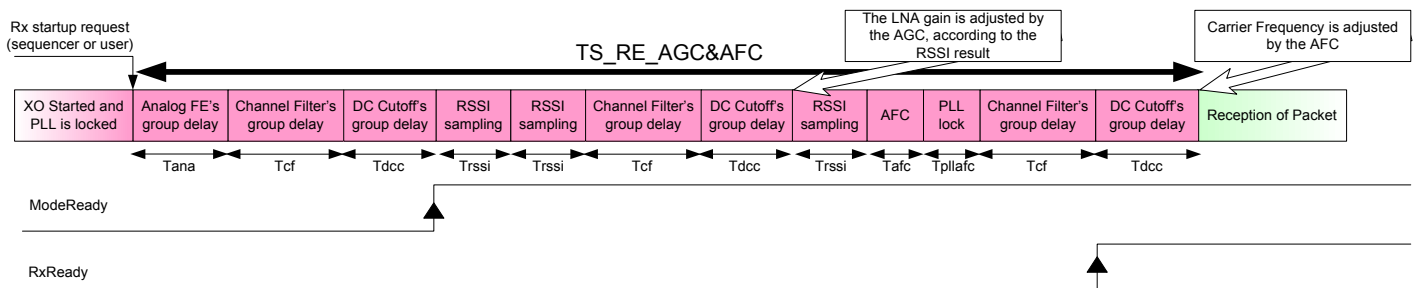 Rx startup request
(sequencer or user)
TS_RE_AGC&AFC
The LNA gain is adjusted by
the AGC, according to the
RSSI result
Carrier Frequency is adjusted
by the AFC
XO Started and
PLL is locked
Analog FE's
group delay
Channel Filter's
group delay
DC Cutoff's
group delay
RSSI
sampling
RSSI
sampling
Channel Filter's
group delay
DC Cutoff's
group delay
RSSI
sampling
AFC
PLL
lock
Channel Filter's
group delay
DC Cutoff's
group delay
Reception of Packet
Tana
Tcf
Tdcc
Trssi
Trssi
Tcf
Tdcc
Trssi
Tafc
Tpllafc
Tcf
Tdcc
ModeReady
RxReady